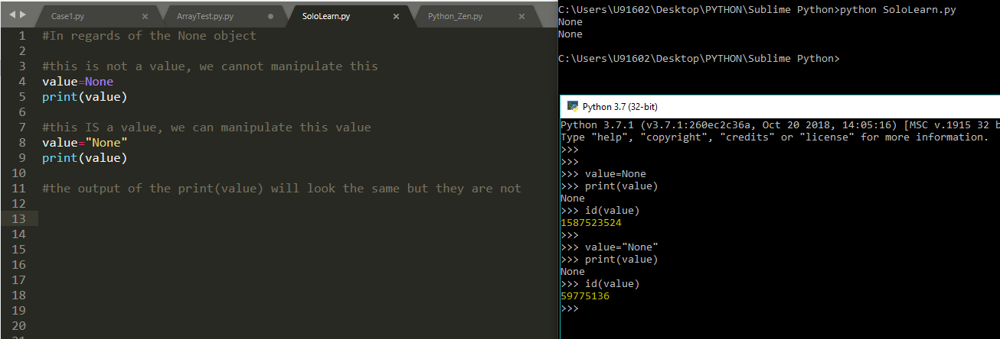 Case1.py
ArrayTest.py.py
SoloLearn.py
Python_Zen.py
1 #In regards of the None object
2
3 #this is not a value, we cannot manipulate this
4 value=None
5 print(value)
6
7 #this IS a value, we can manipulate this value
8 value="None"
9 print(value)
10
11 #the output of the print(value) will look the same but they are not
12
13
14
15
16
17
18
19
20
C:\Users\U91602\Desktop\PYTHON\Sublime Python>python SoloLearn.py
None
None
C:\Users\U91602\Desktop\PYTHON\Sublime Python>
Python 3.7 (32-bit)
Python 3.7.1 (v3.7.1:260ec2c36a, Oct 20 2018, 14:05:16) [MSC v.1915 32 b
Type "help", "copyright", "credits" or "license" for more information.
>>>
>>>
>>> value=None
>>> print(value)
None
>>> id(value)
1587523524
>>>
>>> value="None"
>>> print(value)
None
>>> id(value)
59775136
>>>